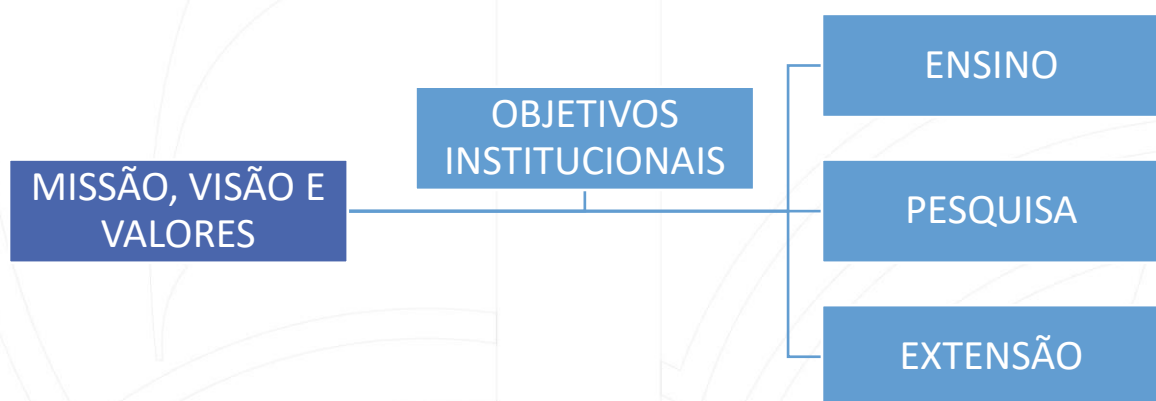 MISSÃO, VISÃO E
VALORES
OBJETIVOS
INSTITUCIONAIS
ENSINO
PESQUISA
EXTENSÃO